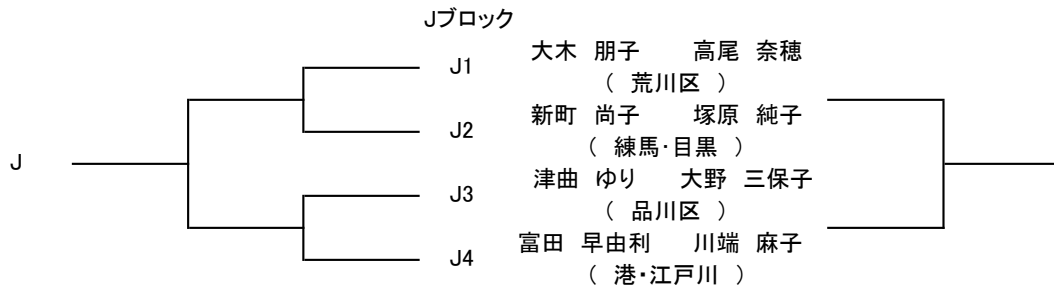 Jブロック
J1 大木 朋子 高尾 奈穂
( 荒川区 )
J2 新町 尚子 塚原 純子
( 練馬・目黒 )
J
J3 津曲 ゆり 大野 三保子
( 品川区 )
J4 富田 早由利 川端 麻子
( 港・江戸川 )